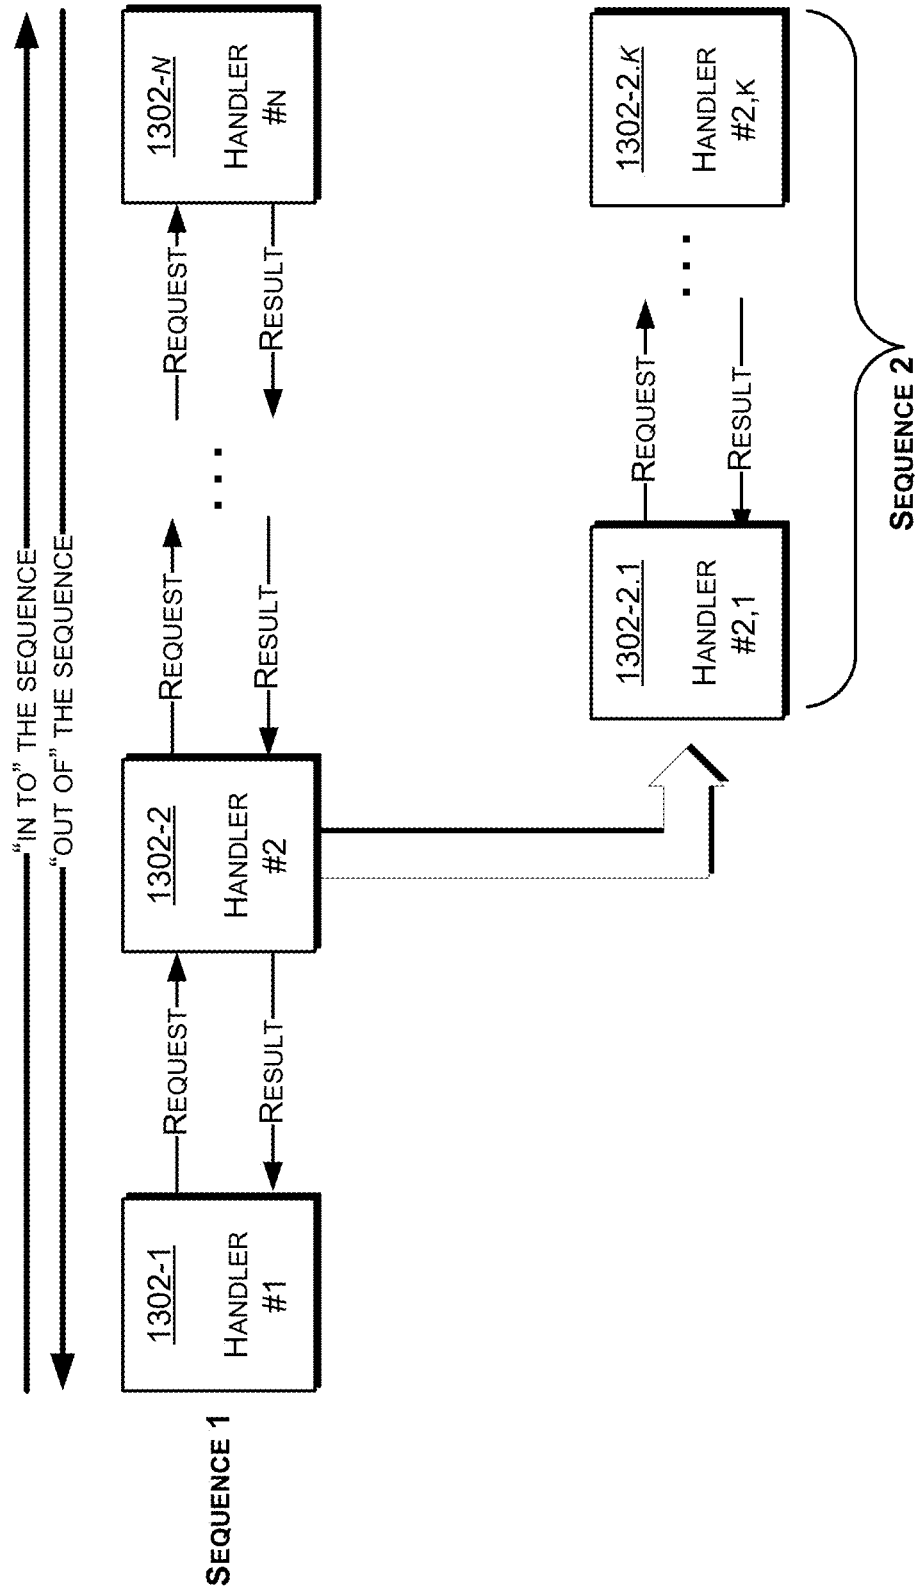 “IN TO” THE SEQUENCE
“OUT OF” THE SEQUENCE
SEQUENCE 1
1302-1
HANDLER
#1
REQUEST
RESULT
1302-2
HANDLER
#2
REQUEST
RESULT
...
REQUEST
RESULT
1302-N
HANDLER
#N
1302-2.1
HANDLER
#2,1
REQUEST
RESULT
...
1302-2.K
HANDLER
#2,K
SEQUENCE 2